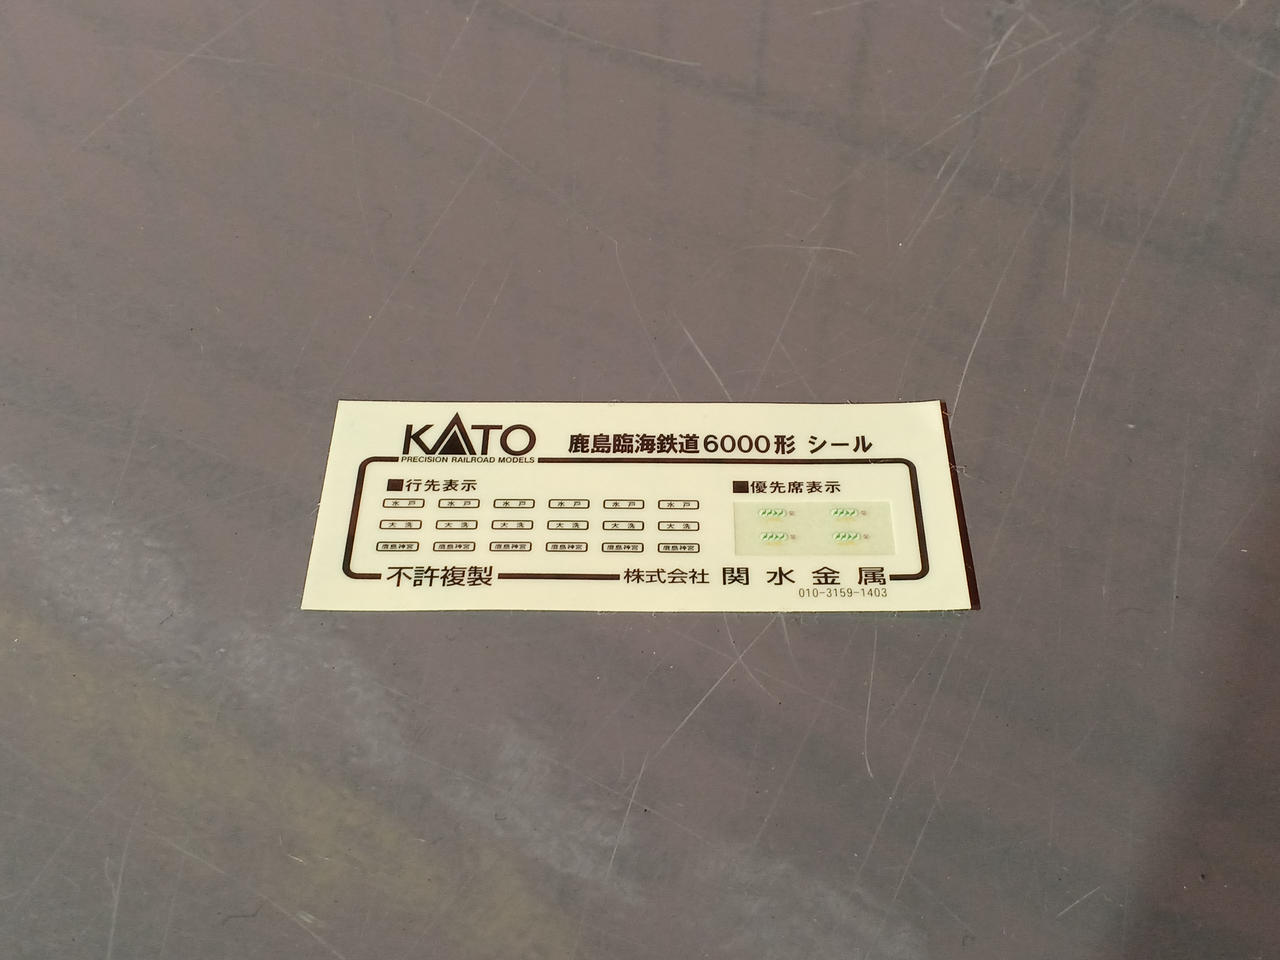 KATO 鹿島臨海鉄道6000形 シール
PRECISION RAILROAD MODELS
■行先表示
水戸 水戸 水戸 水戸 水戸 水戸
大洗 大洗 大洗 大洗 大洗 大洗
鹿島神宮 鹿島神宮 鹿島神宮 鹿島神宮 鹿島神宮 鹿島神宮
■優先席表示
不許複製
株式会社 関水金属
010-3159-1403